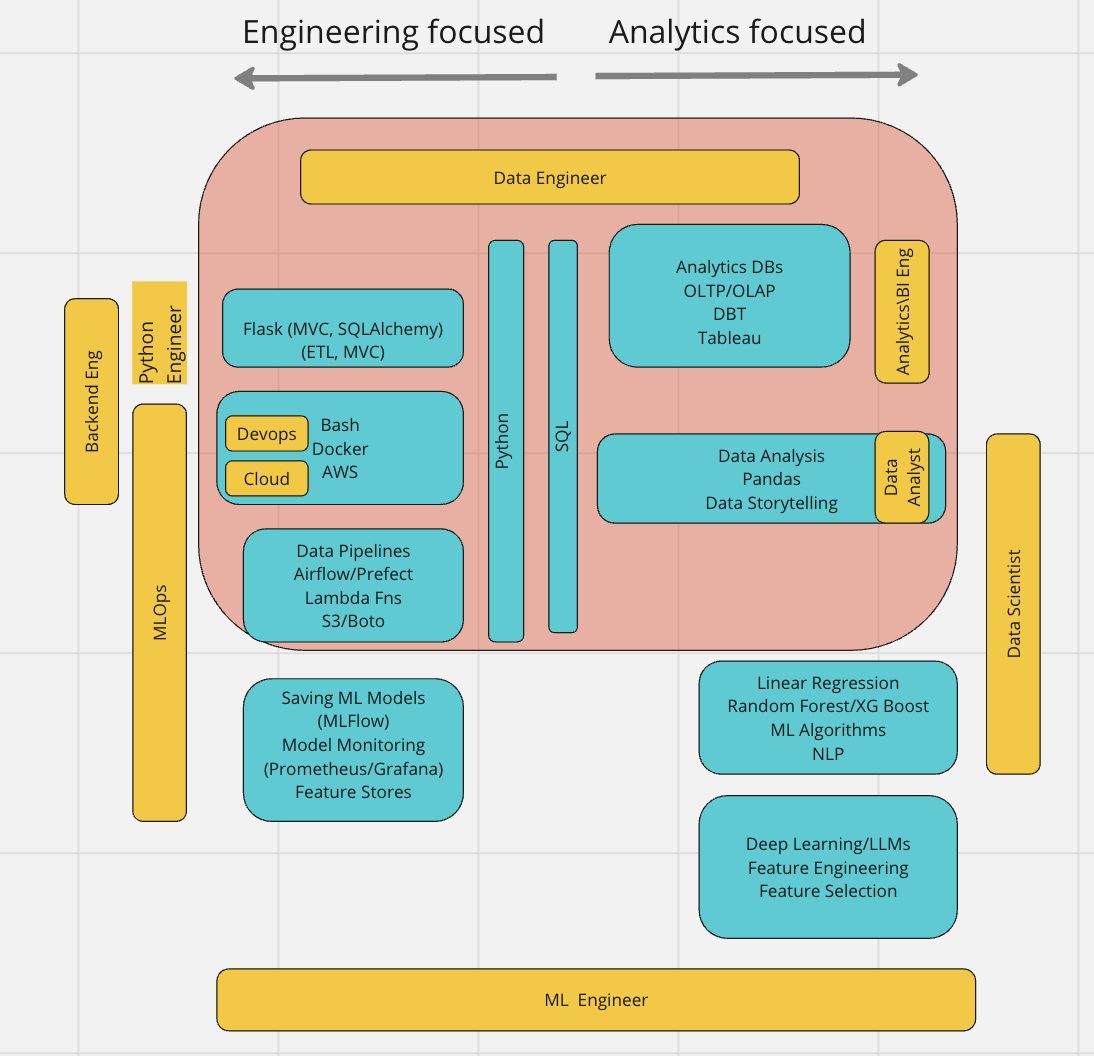 Engineering focused
Analytics focused
Data Engineer
Analytics DBs
OLTP/OLAP
DBT
Tableau
Analytics\BI Eng
Flask (MVC, SQLAlchemy)
(ETL, MVC)
Python
Engineer
Backend Eng
Devops
Cloud
Bash
Docker
AWS
Python
SQL
Data Analysis
Pandas
Data Storytelling
Data
Analyst
Data Pipelines
Airflow/Prefect
Lambda Fns
S3/Boto
MLOps
Data Scientist
Saving ML Models
(MLFlow)
Model Monitoring
(Prometheus/Grafana)
Feature Stores
Linear Regression
Random Forest/XG Boost
ML Algorithms
NLP
Deep Learning/LLMs
Feature Engineering
Feature Selection
ML  Engineer